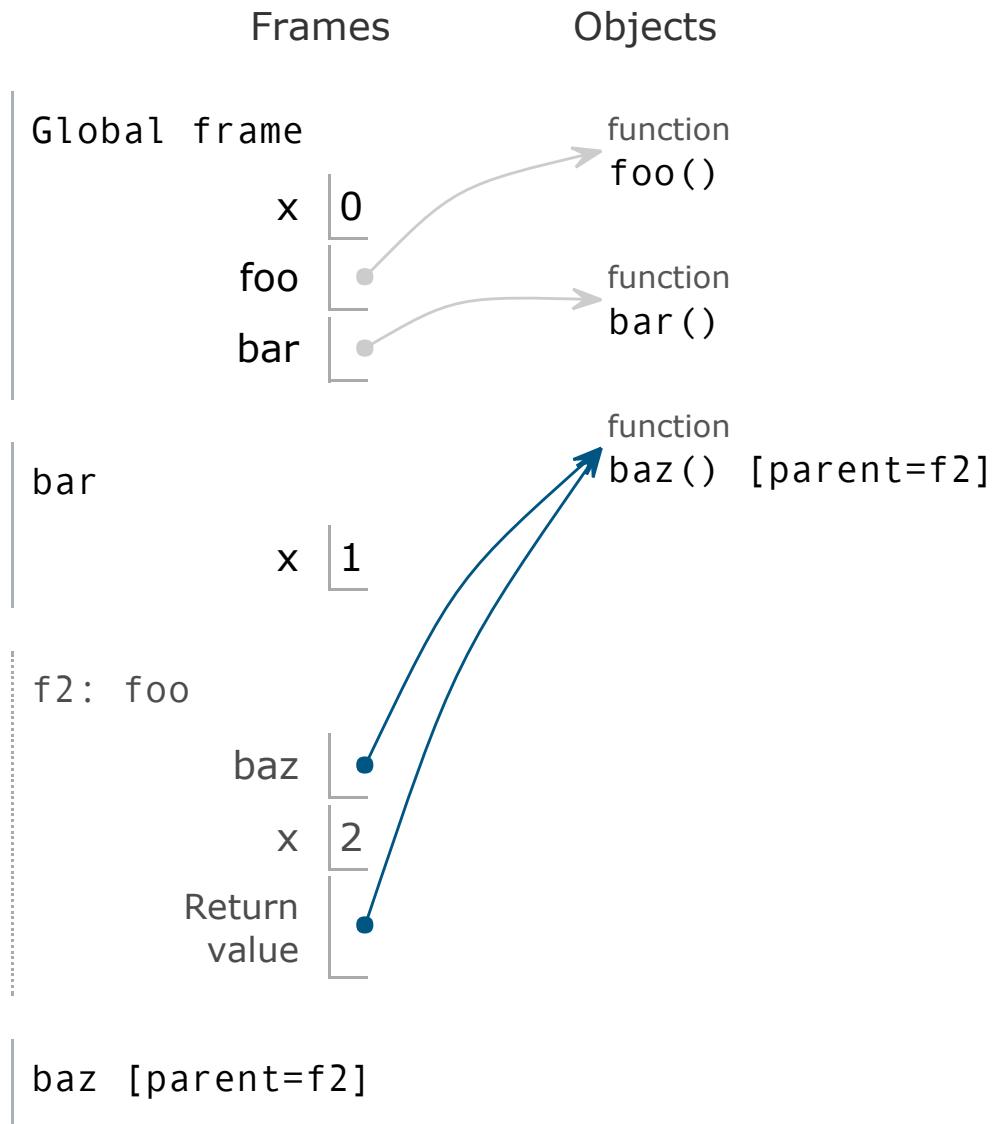 Frames Objects
Global frame
function
foo()
x 0
foo
function
bar()
bar
function
baz() [parent=f2]
bar
x 1
f2: foo
baz
x 2
Return
value
baz [parent=f2]